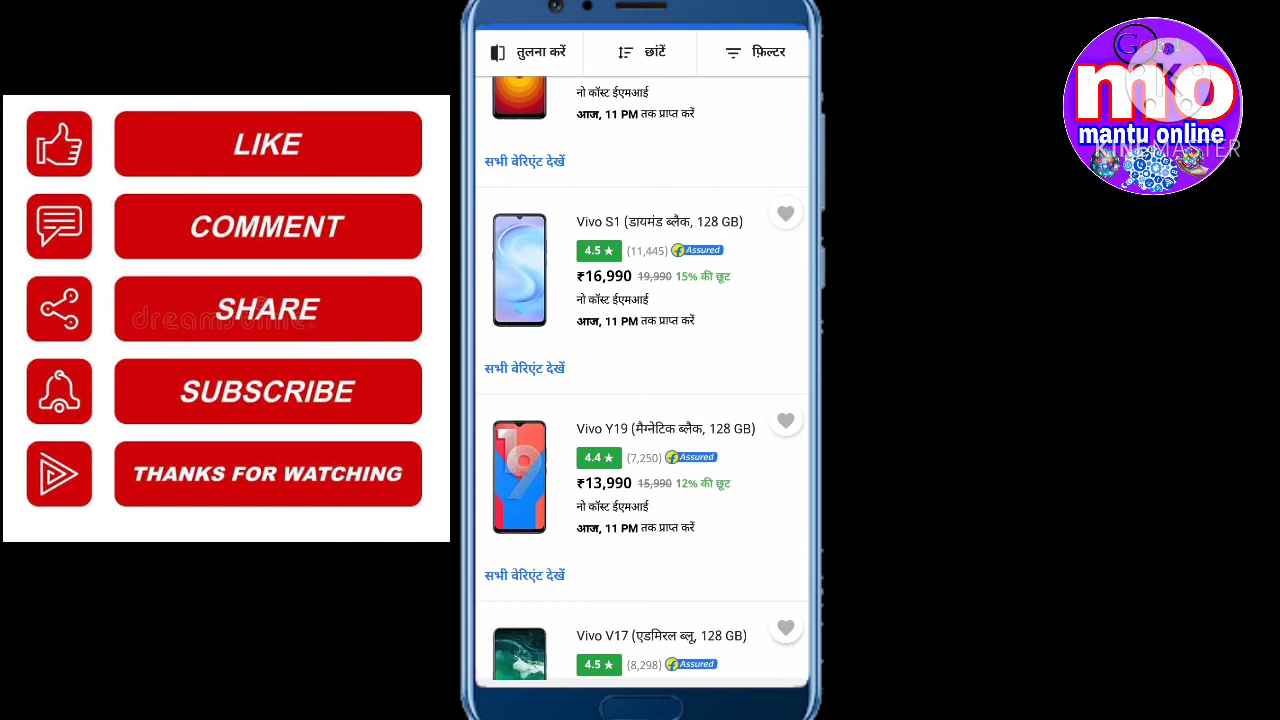 LIKE
COMMENT
SHARE
dreamstime
SUBSCRIBE
THANKS FOR WATCHING
तुलना करें
छांटें
फ़िल्टर
नो कॉस्ट ईएमआई
आज, 11 PM तक प्राप्त करें
सभी वेरिएंट देखें
Vivo S1 (डायमंड ब्लैक, 128 GB)
4.5 ★ (11,445) Assured
₹16,990 19,990 15% की छूट
नो कॉस्ट ईएमआई
आज, 11 PM तक प्राप्त करें
सभी वेरिएंट देखें
Vivo Y19 (मैग्नेटिक ब्लैक, 128 GB)
4.4 ★ (7,250) Assured
₹13,990 15,990 12% की छूट
नो कॉस्ट ईएमआई
आज, 11 PM तक प्राप्त करें
सभी वेरिएंट देखें
Vivo V17 (एडमिरल ब्लू, 128 GB)
4.5 ★ (8,298) Assured
mo
mantu online
KINEMASTER